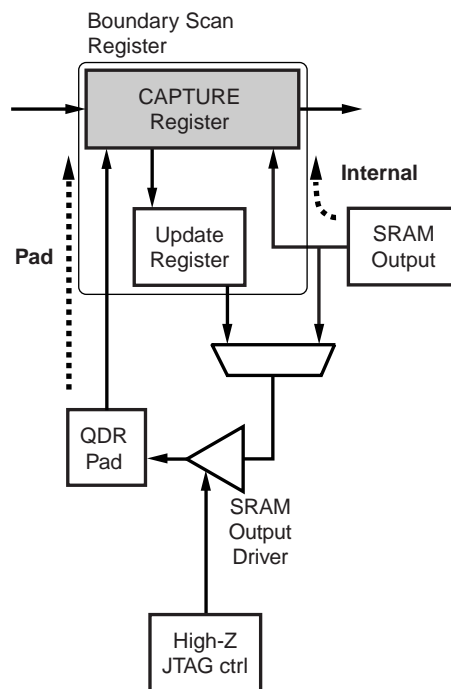 Boundary Scan
Register
CAPTURE
Register
Internal
Pad
Update
Register
SRAM
Output
QDR
Pad
SRAM
Output
Driver
High-Z
JTAG ctrl